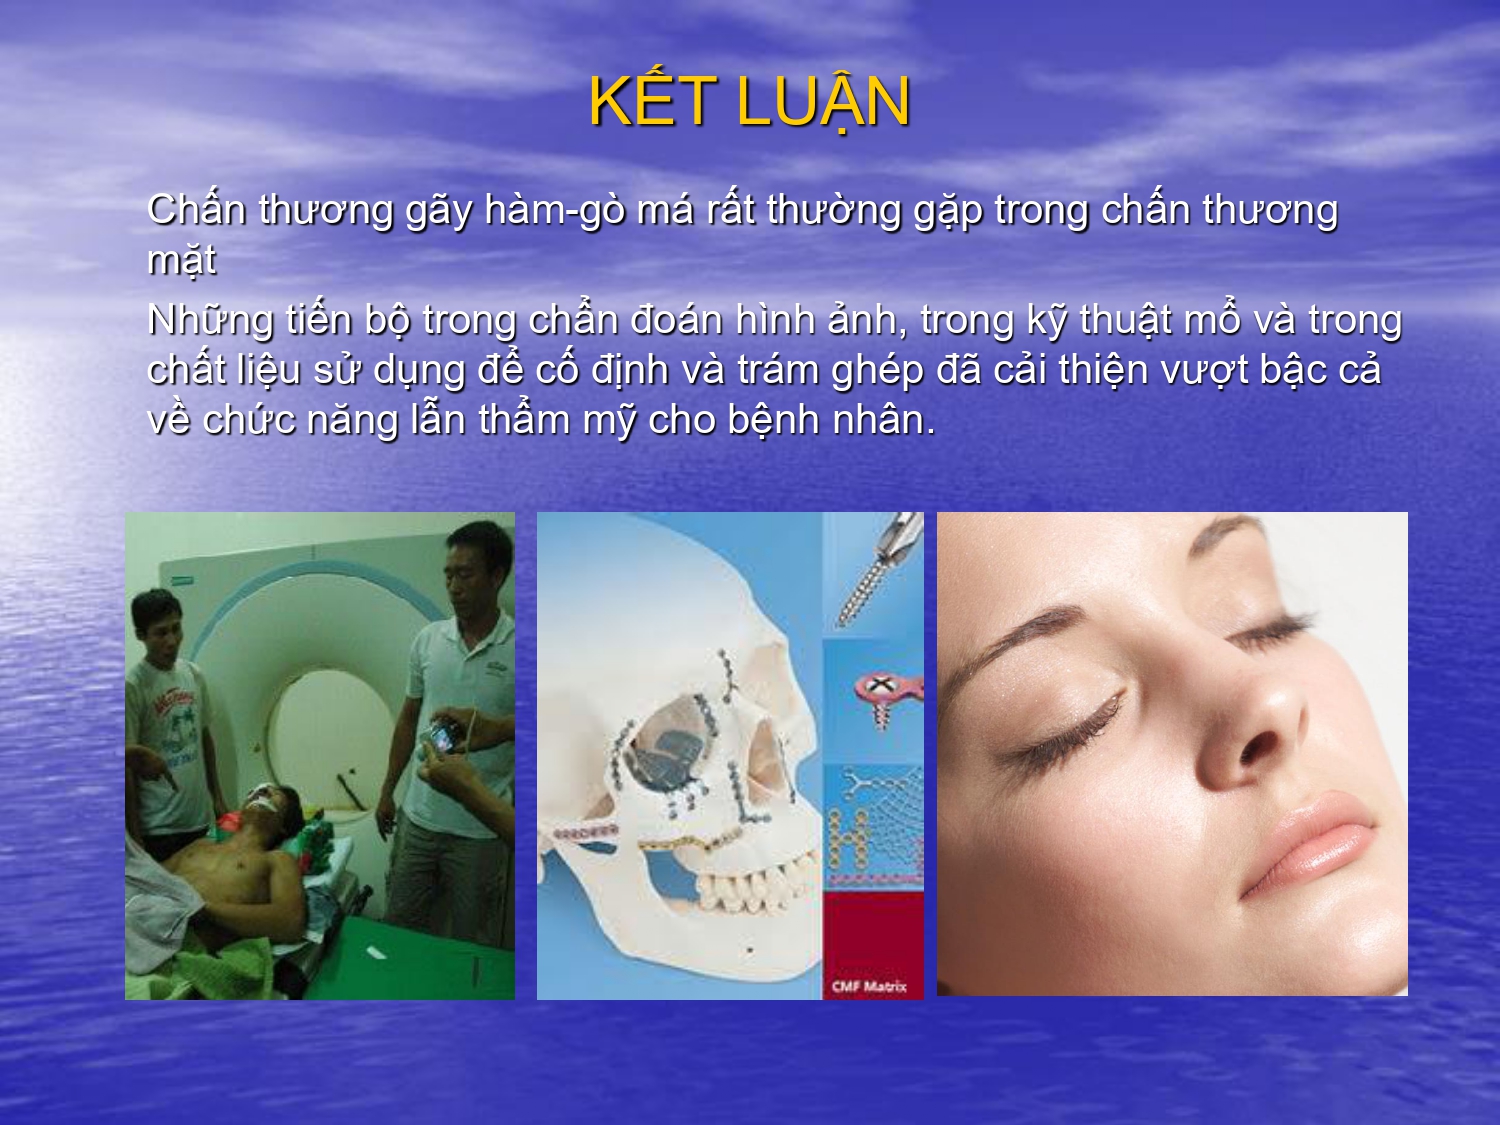 KẾT LUẬN
Chấn thương gãy hàm-gò má rất thường gặp trong chấn thương
mặt
Những tiến bộ trong chẩn đoán hình ảnh, trong kỹ thuật mổ và trong
chất liệu sử dụng để cố định và trám ghép đã cải thiện vượt bậc cả
về chức năng lẫn thẩm mỹ cho bệnh nhân.
CMF Matrix